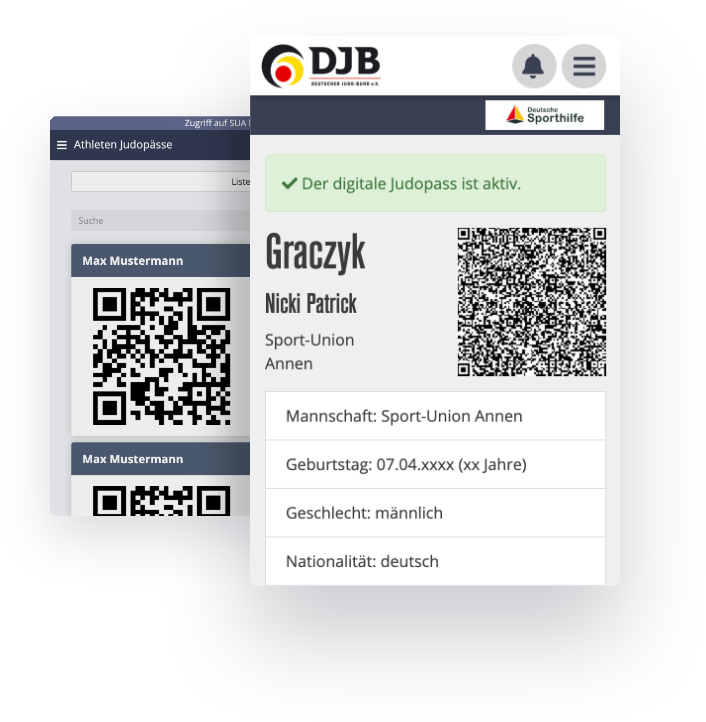 DJB
DEUTSCHER JUDO-BUND e.V.
Deutsche
Sporthilfe
Der digitale Judopass ist aktiv.
Graczyk
Nicki Patrick
Sport-Union
Annen
Mannschaft: Sport-Union Annen
Geburtstag: 07.04.xxxx (xx Jahre)
Geschlecht: männlich
Nationalität: deutsch
Zugriff auf SUA
Athleten Judopässe
Liste
Suche
Max Mustermann
Max Mustermann